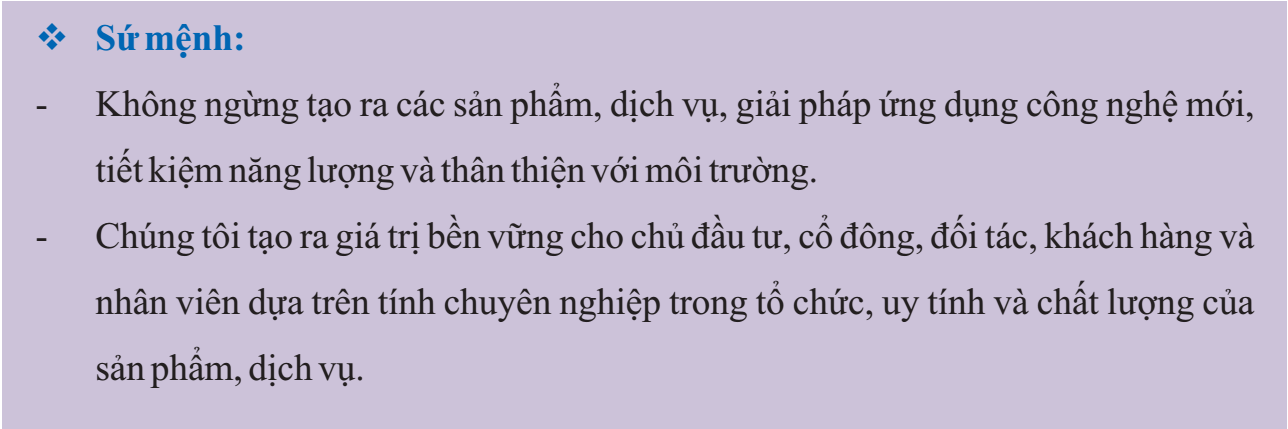 ❖ Sứ mệnh:
- Không ngừng tạo ra các sản phẩm, dịch vụ, giải pháp ứng dụng công nghệ mới,
tiết kiệm năng lượng và thân thiện với môi trường.
- Chúng tôi tạo ra giá trị bền vững cho chủ đầu tư, cổ đông, đối tác, khách hàng và
nhân viên dựa trên tính chuyên nghiệp trong tổ chức, uy tính và chất lượng của
sản phẩm, dịch vụ.